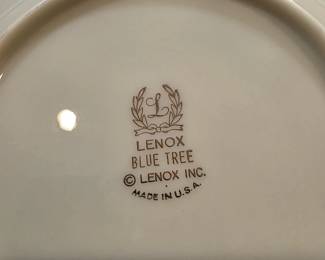 L
LENOX
BLUE TREE
© LENOX INC.
MADE IN U.S.A.